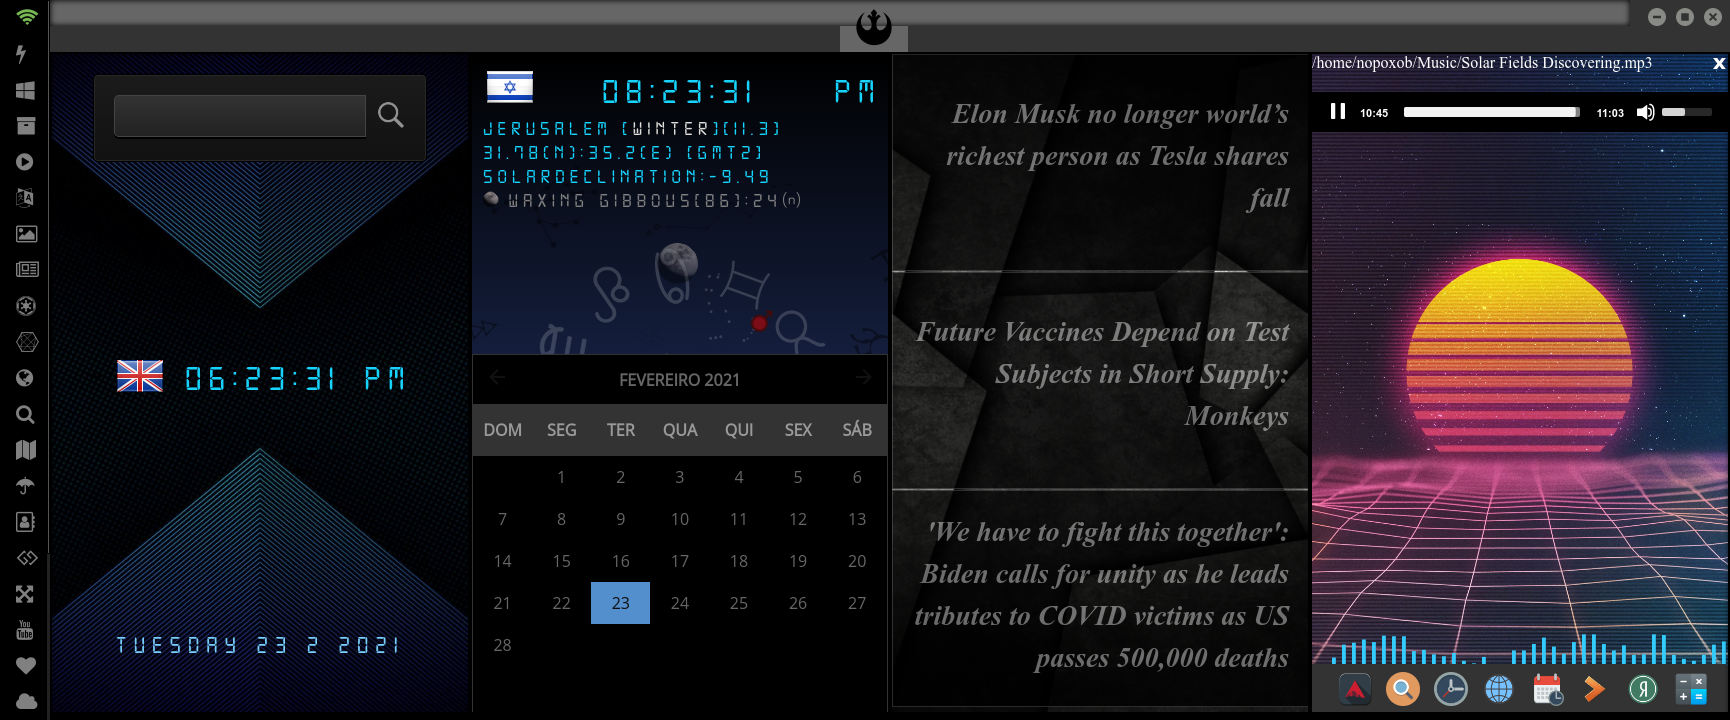 06:23:31 PM
TUESDAY 23 2 2021
08:23:31 PM
JERUSALEM (WINTER)(11.3)
31.78(N):35.2(E) (GMT2)
SOLARDECLINATION:-9.49
WAXING GIBBOUS(86):24(n)
FEVEREIRO 2021
DOM SEG TER QUA QUI SEX SÁB
1 2 3 4 5 6
7 8 9 10 11 12 13
14 15 16 17 18 19 20
21 22 23 24 25 26 27
28
Elon Musk no longer world’s
richest person as Tesla shares
fall
Future Vaccines Depend on Test
Subjects in Short Supply:
Monkeys
'We have to fight this together':
Biden calls for unity as he leads
tributes to COVID victims as US
passes 500,000 deaths
/home/nopoxob/Music/Solar Fields Discovering.mp3 x
10:45 11:03
You
Tube
Я